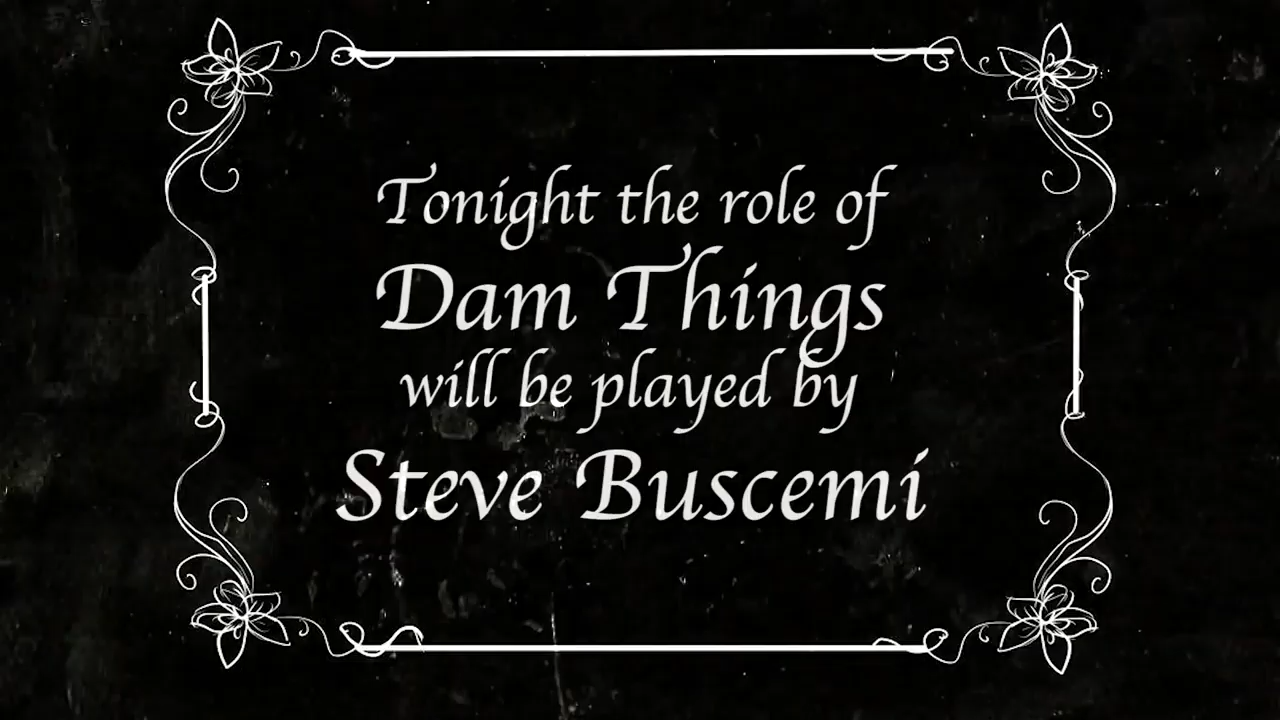 Tonight the role of
Dam Things
will be played by
Steve Buscemi